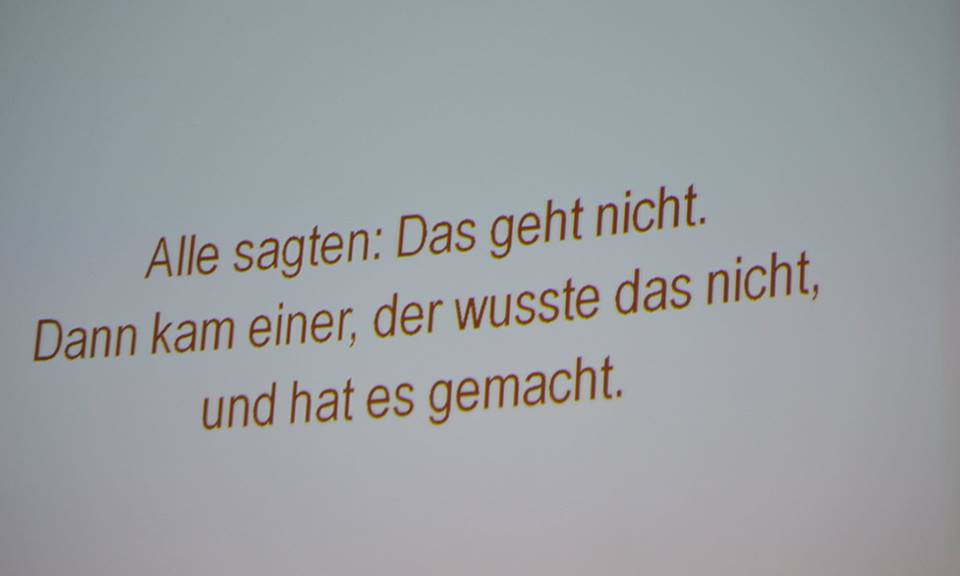 Alle sagten: Das geht nicht.
Dann kam einer, der wusste das nicht,
und hat es gemacht.